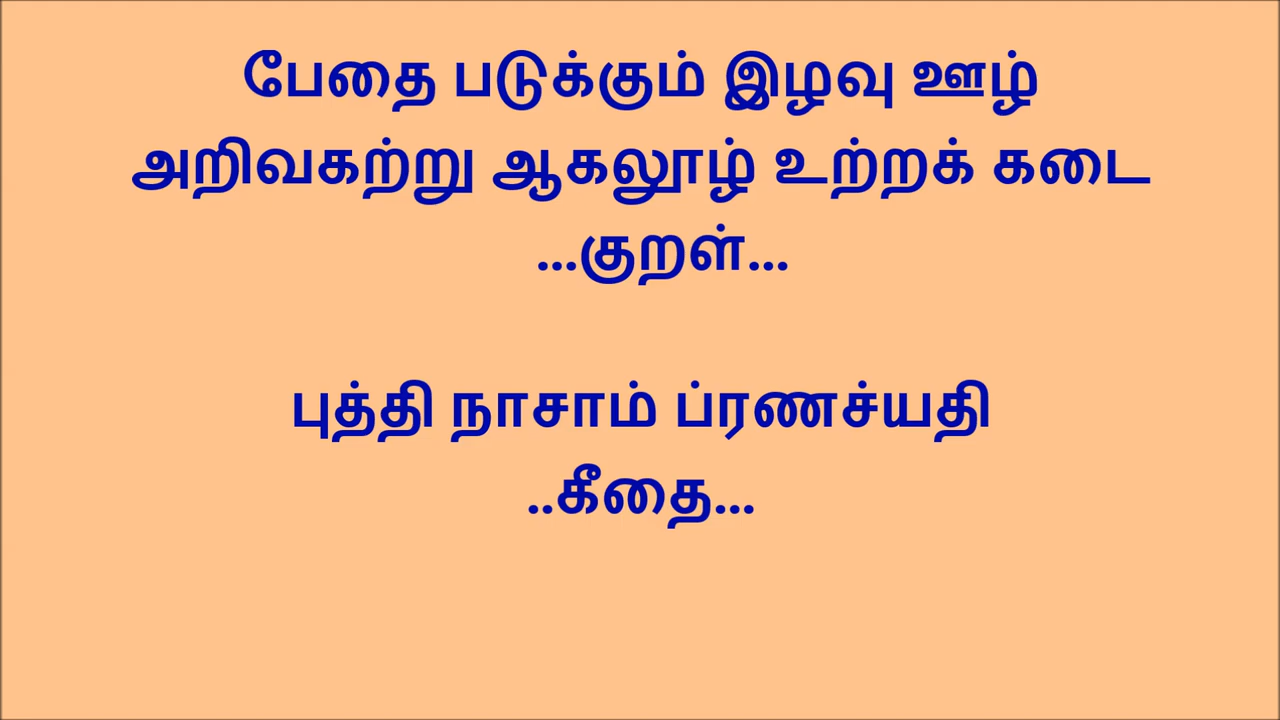 பேதை படுக்கும் இழவு ஊழ்
அறிவகற்று ஆகலூழ் உற்றக் கடை
...குறள்...
புத்தி நாசாம் ப்ரணச்யதி
..கீதை...